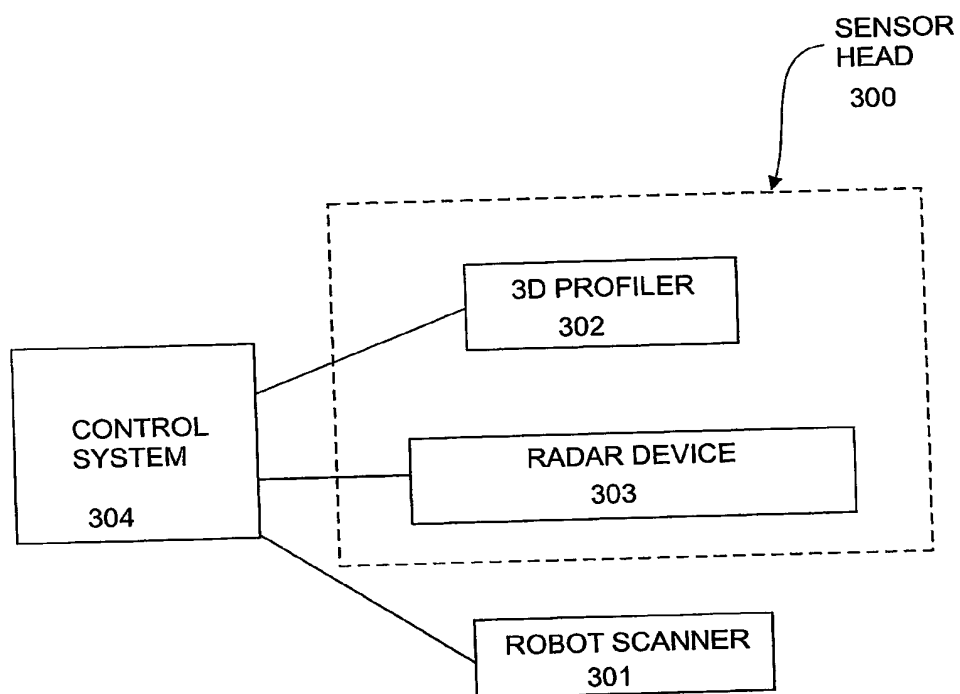 SENSOR
HEAD
300
3D PROFILER
302
CONTROL
SYSTEM
304
RADAR DEVICE
303
ROBOT SCANNER
301